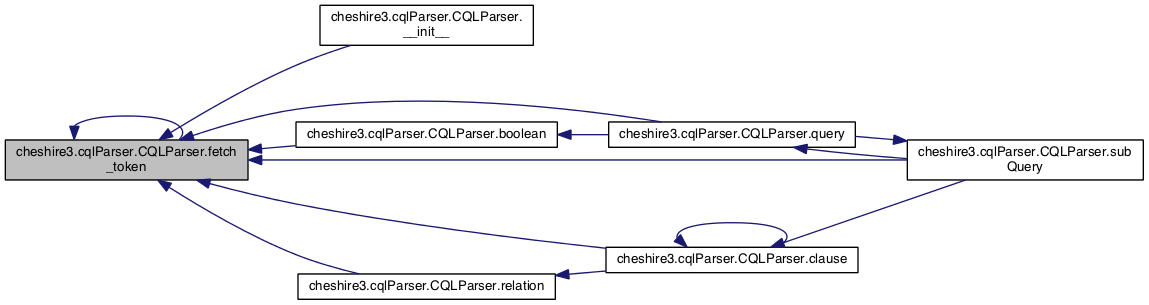 cheshire3.cqlParser.CQLParser.
__init__
cheshire3.cqlParser.CQLParser.fetch
_token
cheshire3.cqlParser.CQLParser.boolean
cheshire3.cqlParser.CQLParser.query
cheshire3.cqlParser.CQLParser.sub
Query
cheshire3.cqlParser.CQLParser.clause
cheshire3.cqlParser.CQLParser.relation